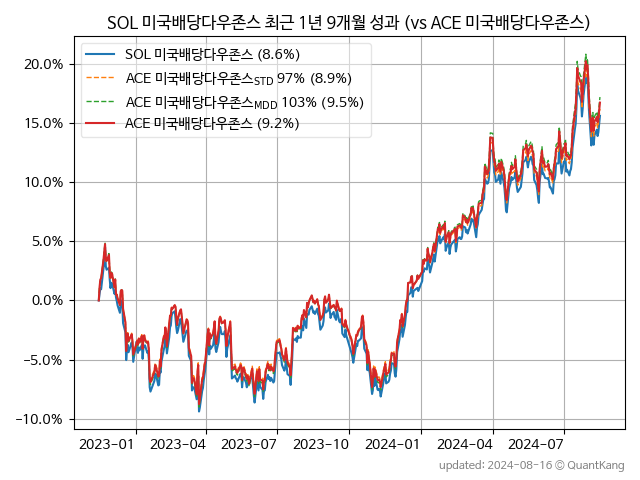 SOL 미국배당다우존스 최근 1년 9개월 성과 (vs ACE 미국배당다우존스)
SOL 미국배당다우존스 (8.6%)
ACE 미국배당다우존스STD 97% (8.9%)
ACE 미국배당다우존스MDD 103% (9.5%)
ACE 미국배당다우존스 (9.2%)
20.0%
15.0%
10.0%
5.0%
0.0%
-5.0%
-10.0%
2023-01 2023-04 2023-07 2023-10 2024-01 2024-04 2024-07
updated: 2024-08-16 © QuantKang